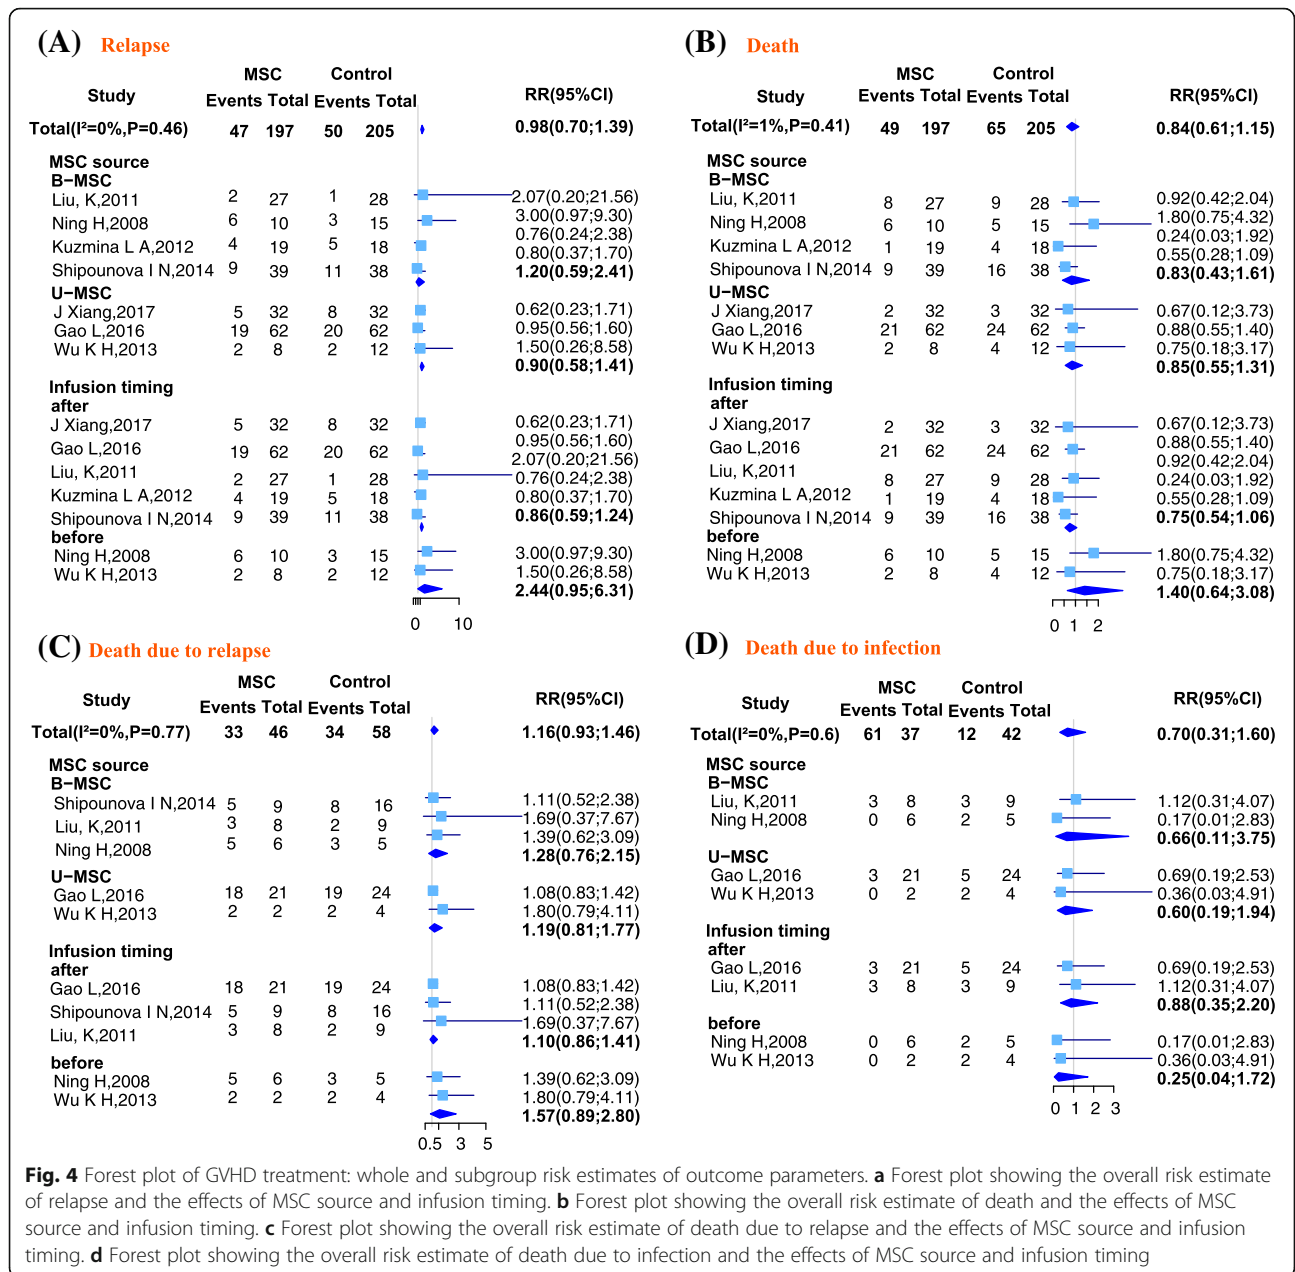 (A) Relapse
MSC Control
Study Events Total Events Total RR(95%CI)
Total(I²=0%,P=0.46) 47 197 50 205 0.98(0.70;1.39)
MSC source
B−MSC
Liu, K,2011 2 27 1 28 2.07(0.20;21.56)
Ning H,2008 6 10 3 15 3.00(0.97;9.30)
Kuzmina L A,2012 4 19 5 18 0.76(0.24;2.38)
Shipounova I N,2014 9 39 11 38 0.80(0.37;1.70)
1.20(0.59;2.41)
U−MSC
J Xiang,2017 5 32 8 32 0.62(0.23;1.71)
Gao L,2016 19 62 20 62 0.95(0.56;1.60)
Wu K H,2013 2 8 2 12 1.50(0.26;8.58)
0.90(0.58;1.41)
Infusion timing
after
J Xiang,2017 5 32 8 32 0.62(0.23;1.71)
Gao L,2016 19 62 20 62 0.95(0.56;1.60)
Liu, K,2011 2 27 1 28 2.07(0.20;21.56)
Kuzmina L A,2012 4 19 5 18 0.76(0.24;2.38)
Shipounova I N,2014 9 39 11 38 0.80(0.37;1.70)
0.86(0.59;1.24)
before
Ning H,2008 6 10 3 15 3.00(0.97;9.30)
Wu K H,2013 2 8 2 12 1.50(0.26;8.58)
2.44(0.95;6.31)
0 10
(B) Death
MSC Control
Study Events Total Events Total RR(95%CI)
Total(I²=1%,P=0.41) 49 197 65 205 0.84(0.61;1.15)
MSC source
B−MSC
Liu, K,2011 8 27 9 28 0.92(0.42;2.04)
Ning H,2008 6 10 5 15 1.80(0.75;4.32)
Kuzmina L A,2012 1 19 4 18 0.24(0.03;1.92)
Shipounova I N,2014 9 39 16 38 0.55(0.28;1.09)
0.83(0.43;1.61)
U−MSC
J Xiang,2017 2 32 3 32 0.67(0.12;3.73)
Gao L,2016 21 62 24 62 0.88(0.55;1.40)
Wu K H,2013 2 8 4 12 0.75(0.18;3.17)
0.85(0.55;1.31)
Infusion timing
after
J Xiang,2017 2 32 3 32 0.67(0.12;3.73)
Gao L,2016 21 62 24 62 0.88(0.55;1.40)
Liu, K,2011 8 27 9 28 0.92(0.42;2.04)
Kuzmina L A,2012 1 19 4 18 0.24(0.03;1.92)
Shipounova I N,2014 9 39 16 38 0.55(0.28;1.09)
0.75(0.54;1.06)
before
Ning H,2008 6 10 5 15 1.80(0.75;4.32)
Wu K H,2013 2 8 4 12 0.75(0.18;3.17)
1.40(0.64;3.08)
0 1 2
(C) Death due to relapse
MSC Control
Study Events Total Events Total RR(95%CI)
Total(I²=0%,P=0.77) 33 46 34 58 1.16(0.93;1.46)
MSC source
B−MSC
Shipounova I N,2014 5 9 8 16 1.11(0.52;2.38)
Liu, K,2011 3 8 2 9 1.69(0.37;7.67)
Ning H,2008 5 6 3 5 1.39(0.62;3.09)
1.28(0.76;2.15)
U−MSC
Gao L,2016 18 21 19 24 1.08(0.83;1.42)
Wu K H,2013 2 2 2 4 1.80(0.79;4.11)
1.19(0.81;1.77)
Infusion timing
after
Gao L,2016 18 21 19 24 1.08(0.83;1.42)
Shipounova I N,2014 5 9 8 16 1.11(0.52;2.38)
Liu, K,2011 3 8 2 9 1.69(0.37;7.67)
1.10(0.86;1.41)
before
Ning H,2008 5 6 3 5 1.39(0.62;3.09)
Wu K H,2013 2 2 2 4 1.80(0.79;4.11)
1.57(0.89;2.80)
0.5 3 5
(D) Death due to infection
MSC Control
Study Events Total Events Total RR(95%CI)
Total(I²=0%,P=0.6) 61 37 12 42 0.70(0.31;1.60)
MSC source
B−MSC
Liu, K,2011 3 8 3 9 1.12(0.31;4.07)
Ning H,2008 0 6 2 5 0.17(0.01;2.83)
0.66(0.11;3.75)
U−MSC
Gao L,2016 3 21 5 24 0.69(0.19;2.53)
Wu K H,2013 0 2 2 4 0.36(0.03;4.91)
0.60(0.19;1.94)
Infusion timing
after
Gao L,2016 3 21 5 24 0.69(0.19;2.53)
Liu, K,2011 3 8 3 9 1.12(0.31;4.07)
0.88(0.35;2.20)
before
Ning H,2008 0 6 2 5 0.17(0.01;2.83)
Wu K H,2013 0 2 2 4 0.36(0.03;4.91)
0.25(0.04;1.72)
0 1 2 3
Fig. 4 Forest plot of GVHD treatment: whole and subgroup risk estimates of outcome parameters. a Forest plot showing the overall risk estimate
of relapse and the effects of MSC source and infusion timing. b Forest plot showing the overall risk estimate of death and the effects of MSC
source and infusion timing. c Forest plot showing the overall risk estimate of death due to relapse and the effects of MSC source and infusion
timing. d Forest plot showing the overall risk estimate of death due to infection and the effects of MSC source and infusion timing